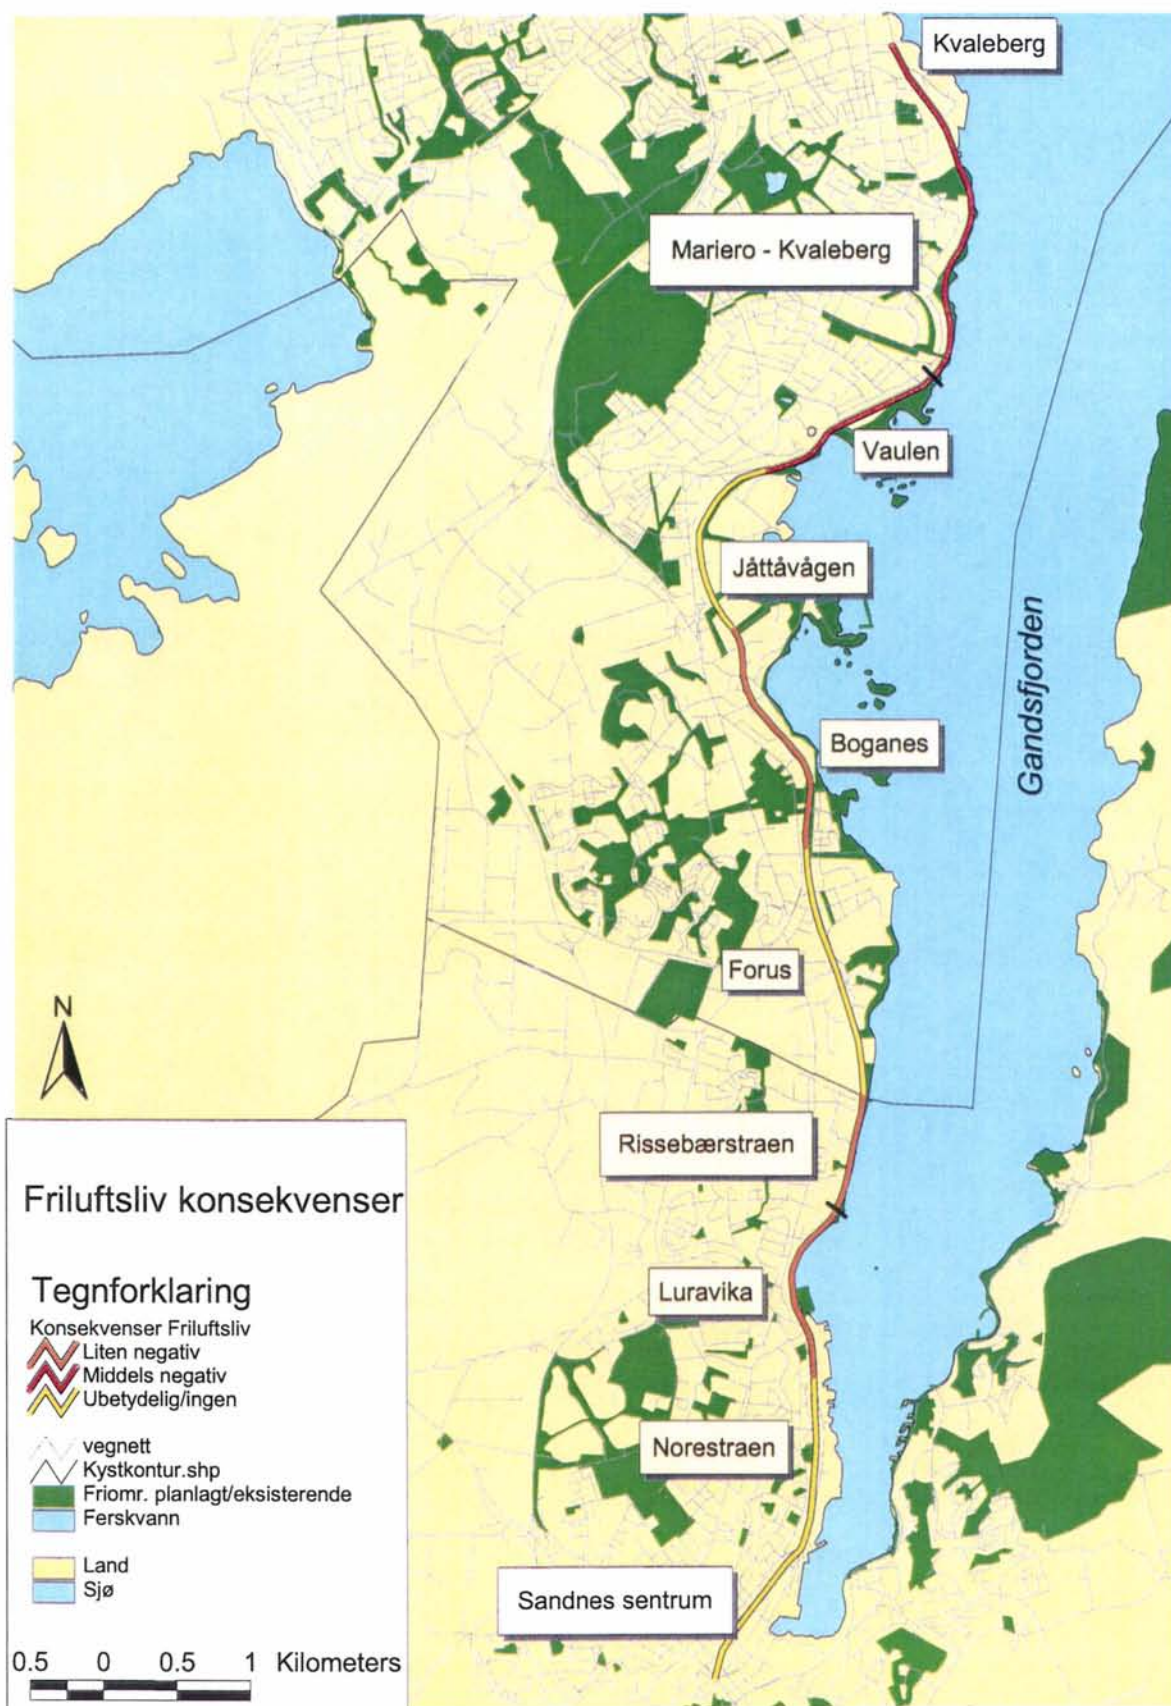 Kvaleberg
Mariero - Kvaleberg
Vaulen
Jåttåvågen
Gandsfjorden
Boganes
Forus
N
Rissebærstraen
Luravika
Norestraen
Sandnes sentrum
Friluftsliv konsekvenser
Tegnforklaring
Konsekvenser Friluftsliv
Liten negativ
Middels negativ
Ubetydelig/ingen
vegnett
Kystkontur.shp
Friomr. planlagt/eksisterende
Ferskvann
Land
Sjø
0.5 0 0.5 1 Kilometers